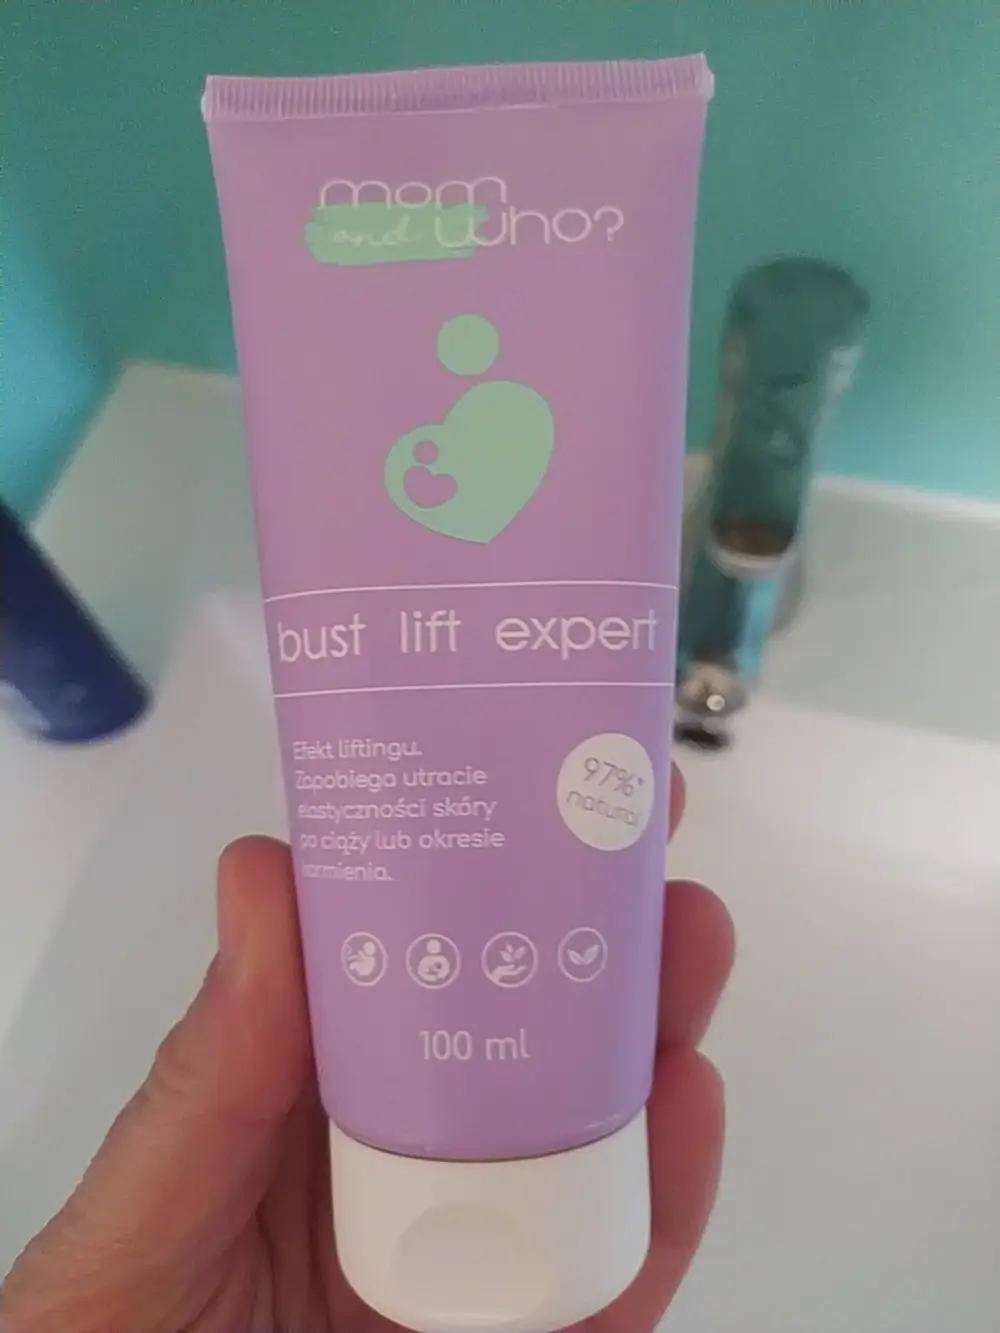 mom
and who?
bust lift expert
Efekt liftingu.
Zapobiega utracie
elastyczności skóry
po ciąży lub okresie
karmienia.
97%*
natural
100 ml